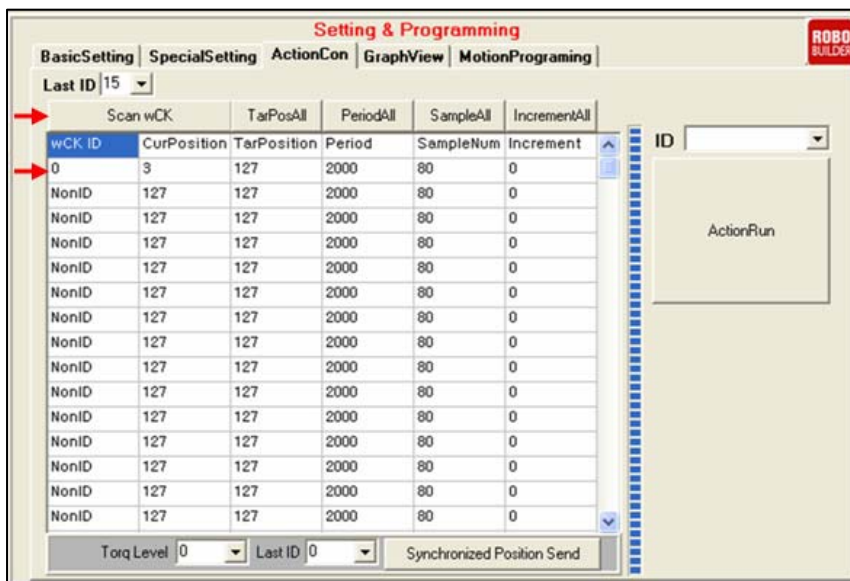 Setting & Programming
ROBO
BUILDER
BasicSetting SpecialSetting ActionCon GraphView MotionPrograming
Last ID 15
Scan wCK TarPosAll PeriodAll SampleAll IncrementAll
wCK ID CurPosition TarPosition Period SampleNum Increment
0 3 127 2000 80 0
NonID 127 127 2000 80 0
NonID 127 127 2000 80 0
NonID 127 127 2000 80 0
NonID 127 127 2000 80 0
NonID 127 127 2000 80 0
NonID 127 127 2000 80 0
NonID 127 127 2000 80 0
NonID 127 127 2000 80 0
NonID 127 127 2000 80 0
NonID 127 127 2000 80 0
NonID 127 127 2000 80 0
NonID 127 127 2000 80 0
NonID 127 127 2000 80 0
NonID 127 127 2000 80 0
ID
ActionRun
Torq Level 0 Last ID 0 Synchronized Position Send